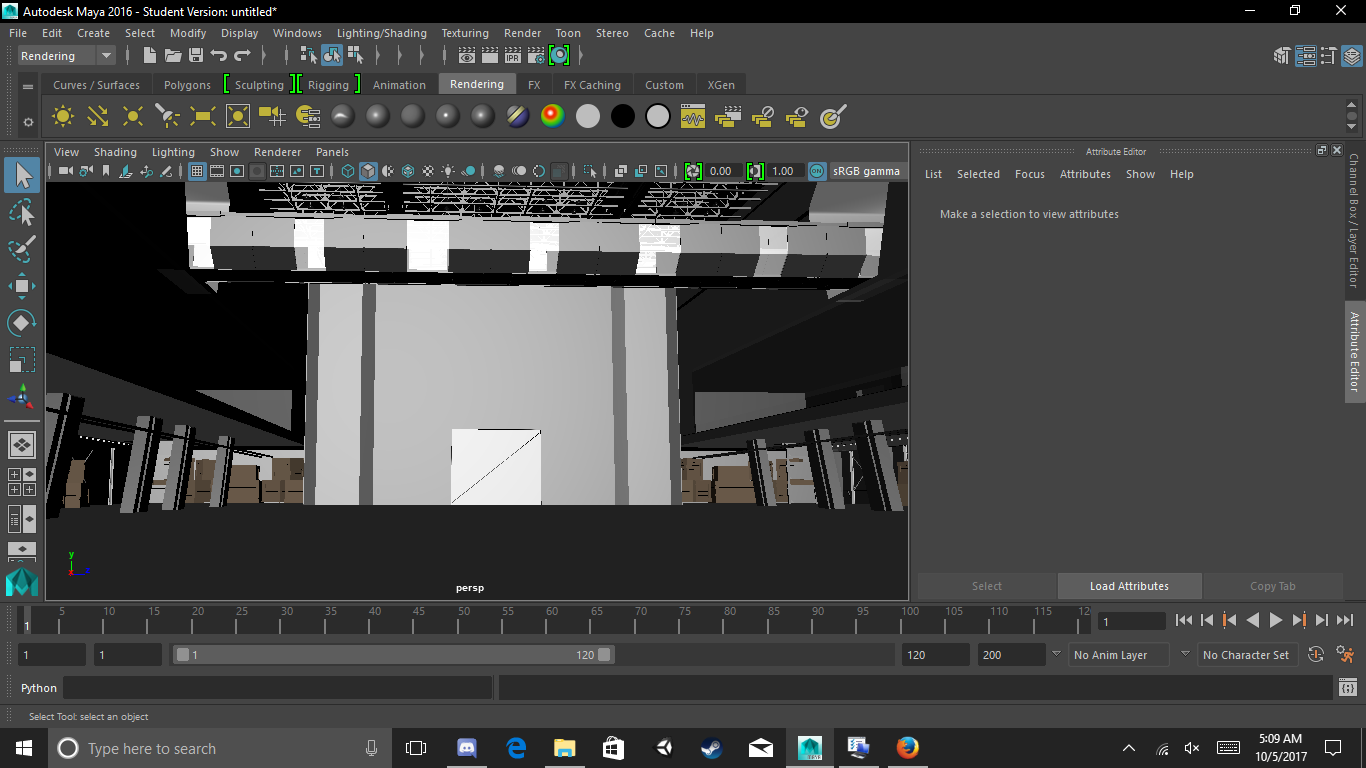 Autodesk Maya 2016 - Student Version: untitled*
File Edit Create Select Modify Display Windows Lighting/Shading Texturing Render Toon Stereo Cache Help
Rendering
IPR
Curves / Surfaces Polygons Sculpting Rigging Animation Rendering FX FX Caching Custom XGen
View Shading Lighting Show Renderer Panels
0.00 1.00 ON sRGB gamma
persp
y
Attribute Editor
List Selected Focus Attributes Show Help
Make a selection to view attributes
Select Load Attributes Copy Tab
Channel Box / Layer Editor
Attribute Editor
1 5 10 15 20 25 30 35 40 45 50 55 60 65 70 75 80 85 90 95 100 105 110 115 12
1
1 1 1 120 120 200 No Anim Layer No Character Set
Python
Select Tool: select an object
Type here to search
5:09 AM
10/5/2017